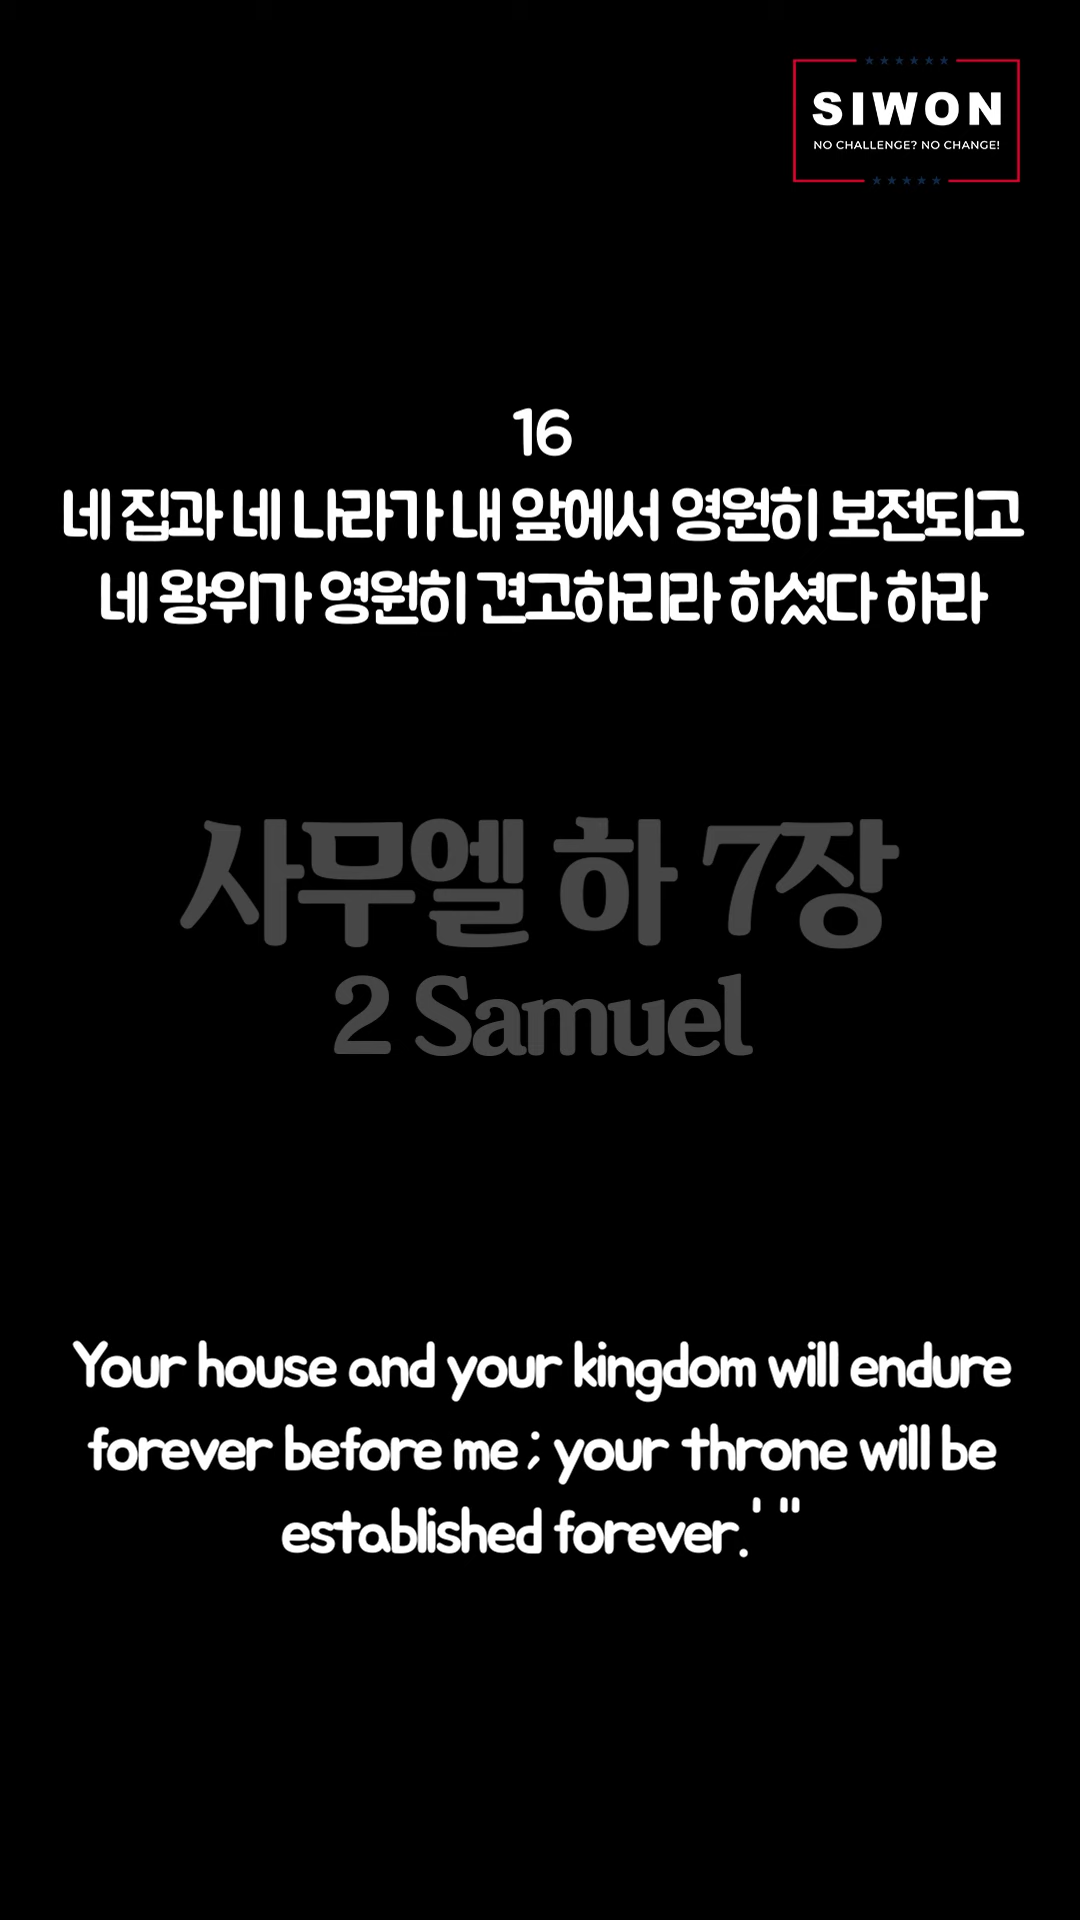 SIWON
NO CHALLENGE? NO CHANGE!
16
네 집과 네 나라가 내 앞에서 영원히 보전되고
네 왕위가 영원히 견고하리라 하셨다 하라
사무엘 하 7장
2 Samuel
Your house and your kingdom will endure
forever before me ; your throne will be
established forever.' "